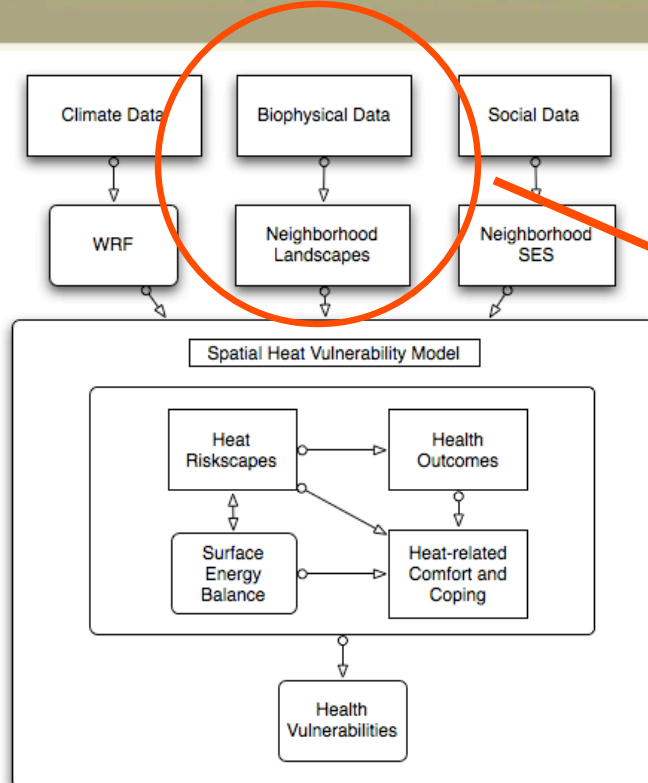 Climate Data
Biophysical Data
Social Data
WRF
Neighborhood
Landscapes
Neighborhood
SES
Spatial Heat Vulnerability Model
Heat
Riskscapes
Health
Outcomes
Surface
Energy
Balance
Heat-related
Comfort and
Coping
Health
Vulnerabilities